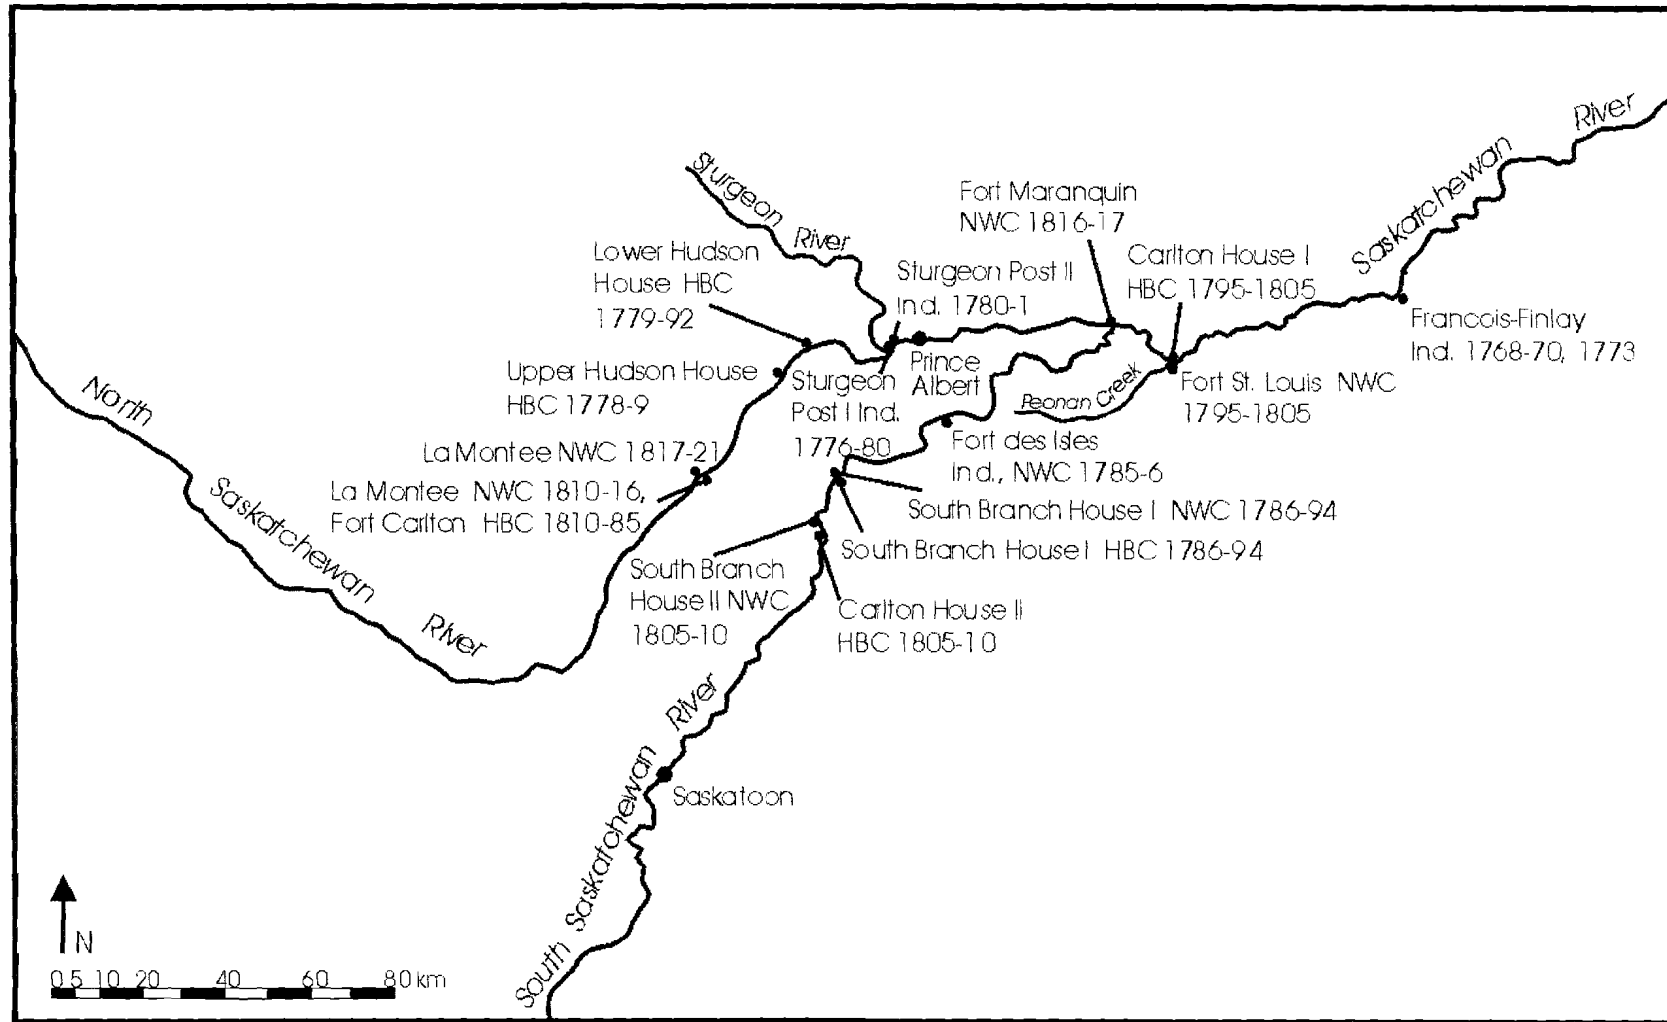 Saskatchewan River
Sturgeon River
Fort Maranquin
NWC 1816-17
Lower Hudson
House HBC
1779-92
Sturgeon Post II
Ind. 1780-1
Carlton House I
HBC 1795-1805
Francois-Finlay
Ind. 1768-70, 1773
Upper Hudson House
HBC 1778-9
Sturgeon
Post I Ind.
1776-80
Prince
Albert
Peonan Creek
Fort St. Louis NWC
1795-1805
North Saskatchewan River
La Montee NWC 1817-21
La Montee NWC 1810-16,
Fort Carlton HBC 1810-85
Fort des Isles
Ind., NWC 1785-6
South Branch House I NWC 1786-94
South Branch House I HBC 1786-94
South Branch
House II NWC
1805-10
Carlton House II
HBC 1805-10
South Saskatchewan River
Saskatoon
N
0 5 10 20 40 60 80 km